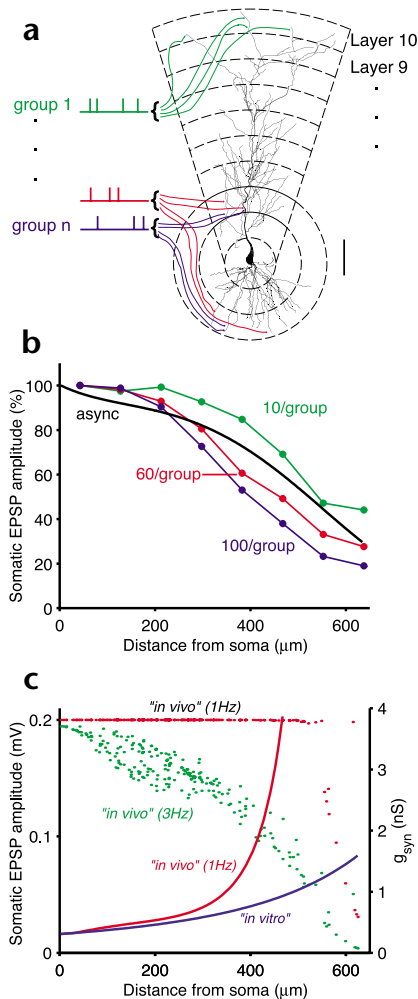 a
Layer 10
Layer 9
group 1
group n
b
Somatic EPSP amplitude (%)
100
80
60
40
20
0
async
10/group
60/group
100/group
0
200
400
600
Distance from soma (μm)
c
Somatic EPSP amplitude (mV)
0.2
0.1
0
"in vivo" (1Hz)
"in vivo" (3Hz)
"in vivo" (1Hz)
"in vitro"
4
3
2
1
0
gsyn (nS)
0
200
400
600
Distance from soma (μm)